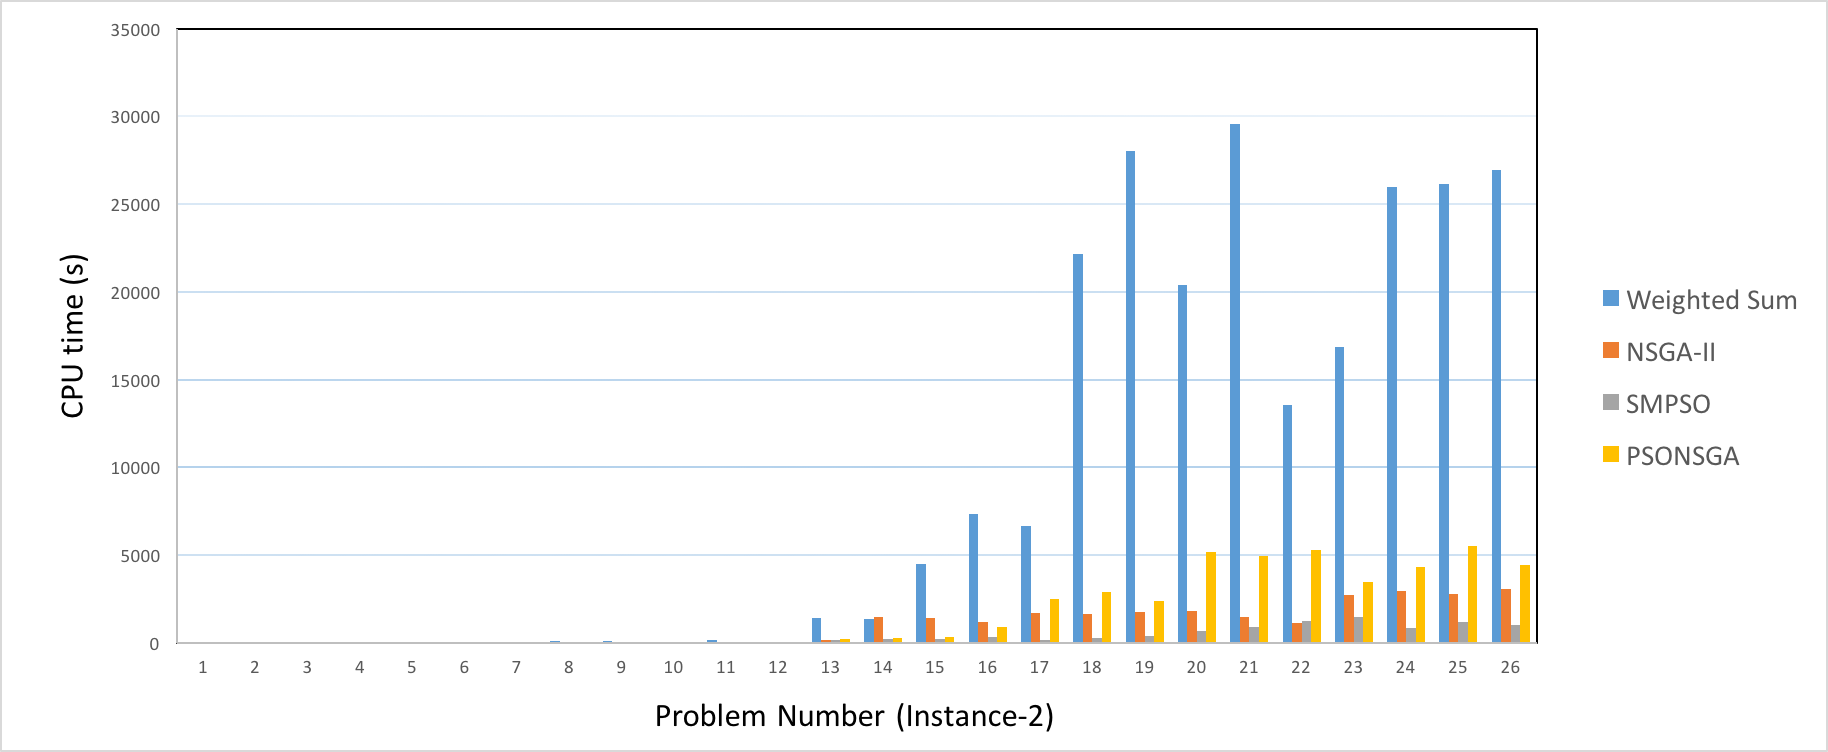 35000
30000
25000
20000
15000
10000
5000
0
CPU time (s)
1 2 3 4 5 6 7 8 9 10 11 12 13 14 15 16 17 18 19 20 21 22 23 24 25 26
Problem Number (Instance-2)
Weighted Sum
NSGA-II
SMPSO
PSONSGA